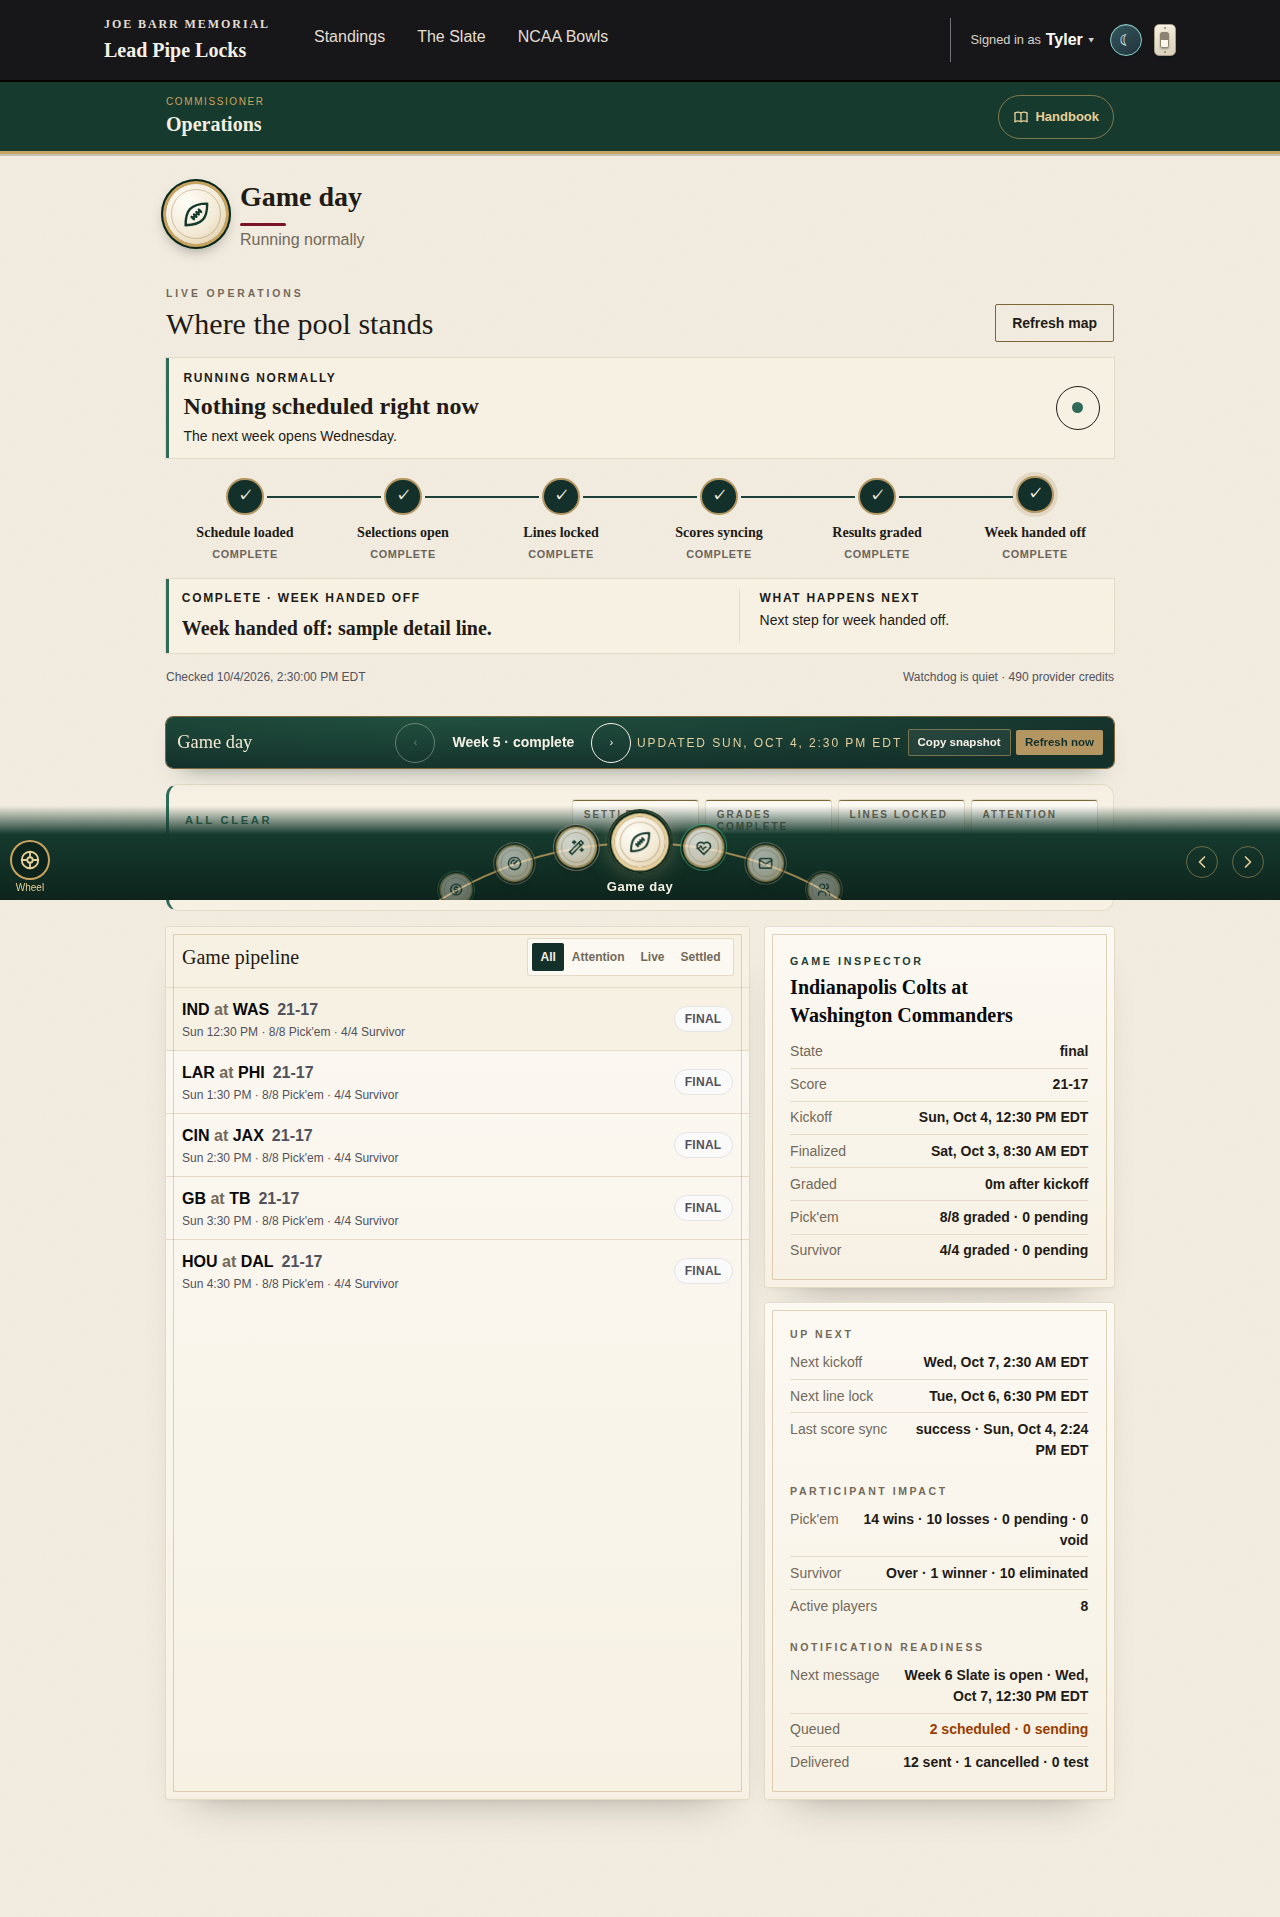 JOE BARR MEMORIAL
Lead Pipe Locks
Standings
The Slate
NCAA Bowls
Signed in as Tyler
COMMISSIONER
Operations
Handbook
Game day
Running normally
LIVE OPERATIONS
Where the pool stands
Refresh map
RUNNING NORMALLY
Nothing scheduled right now
The next week opens Wednesday.
Schedule loaded
COMPLETE
Selections open
COMPLETE
Lines locked
COMPLETE
Scores syncing
COMPLETE
Results graded
COMPLETE
Week handed off
COMPLETE
COMPLETE · WEEK HANDED OFF
Week handed off: sample detail line.
WHAT HAPPENS NEXT
Next step for week handed off.
Checked 10/4/2026, 2:30:00 PM EDT
Watchdog is quiet · 490 provider credits
Game day
Week 5 · complete
UPDATED SUN, OCT 4, 2:30 PM EDT
Copy snapshot
Refresh now
ALL CLEAR
GRADES
COMPLETE
LINES LOCKED
ATTENTION
Wheel
Game day
Game pipeline
All
Attention
Live
Settled
IND at WAS 21-17
Sun 12:30 PM · 8/8 Pick'em · 4/4 Survivor
FINAL
LAR at PHI 21-17
Sun 1:30 PM · 8/8 Pick'em · 4/4 Survivor
FINAL
CIN at JAX 21-17
Sun 2:30 PM · 8/8 Pick'em · 4/4 Survivor
FINAL
GB at TB 21-17
Sun 3:30 PM · 8/8 Pick'em · 4/4 Survivor
FINAL
HOU at DAL 21-17
Sun 4:30 PM · 8/8 Pick'em · 4/4 Survivor
FINAL
GAME INSPECTOR
Indianapolis Colts at
Washington Commanders
State final
Score 21-17
Kickoff Sun, Oct 4, 12:30 PM EDT
Finalized Sat, Oct 3, 8:30 AM EDT
Graded 0m after kickoff
Pick'em 8/8 graded · 0 pending
Survivor 4/4 graded · 0 pending
UP NEXT
Next kickoff Wed, Oct 7, 2:30 AM EDT
Next line lock Tue, Oct 6, 6:30 PM EDT
Last score sync success · Sun, Oct 4, 2:24
PM EDT
PARTICIPANT IMPACT
Pick'em 14 wins · 10 losses · 0 pending · 0
void
Survivor Over · 1 winner · 10 eliminated
Active players 8
NOTIFICATION READINESS
Next message Week 6 Slate is open · Wed,
Oct 7, 12:30 PM EDT
Queued 2 scheduled · 0 sending
Delivered 12 sent · 1 cancelled · 0 test